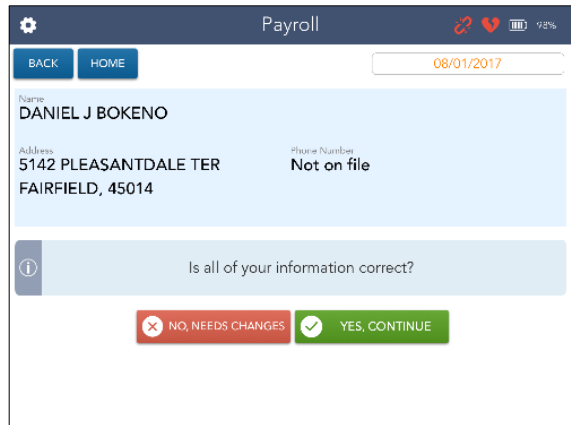 Payroll
98%
BACK
HOME
08/01/2017
Name
DANIEL J BOKENO
Address
5142 PLEASANTDALE TER
FAIRFIELD, 45014
Phone Number
Not on file
Is all of your information correct?
NO, NEEDS CHANGES
YES, CONTINUE